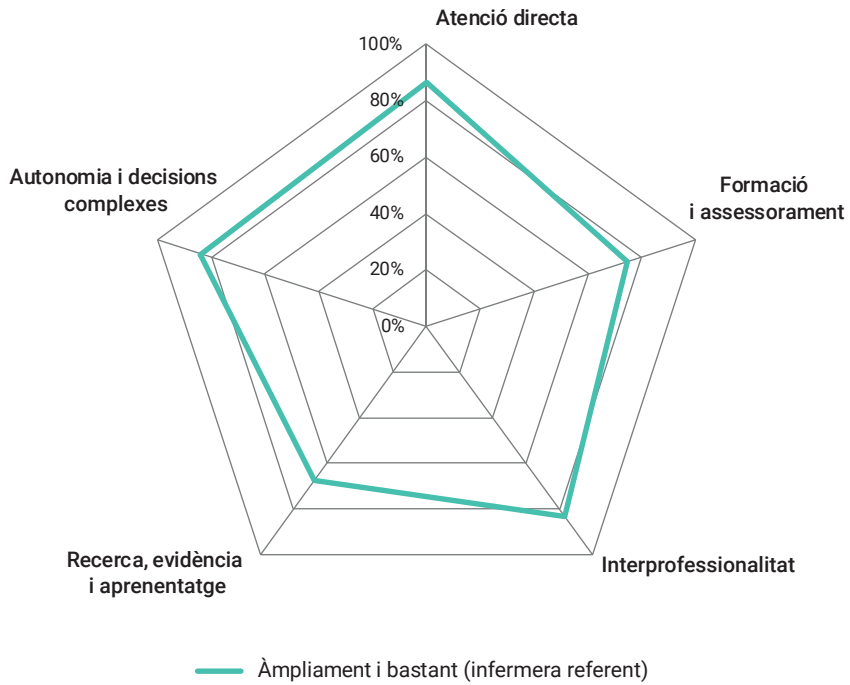 Atenció directa
100%
80%
60%
40%
20%
0%
Autonomia i decisions
complexes
Formació
i assessorament
Recerca, evidència
i aprenentatge
Interprofessionalitat
Àmpliament i bastant (infermera referent)